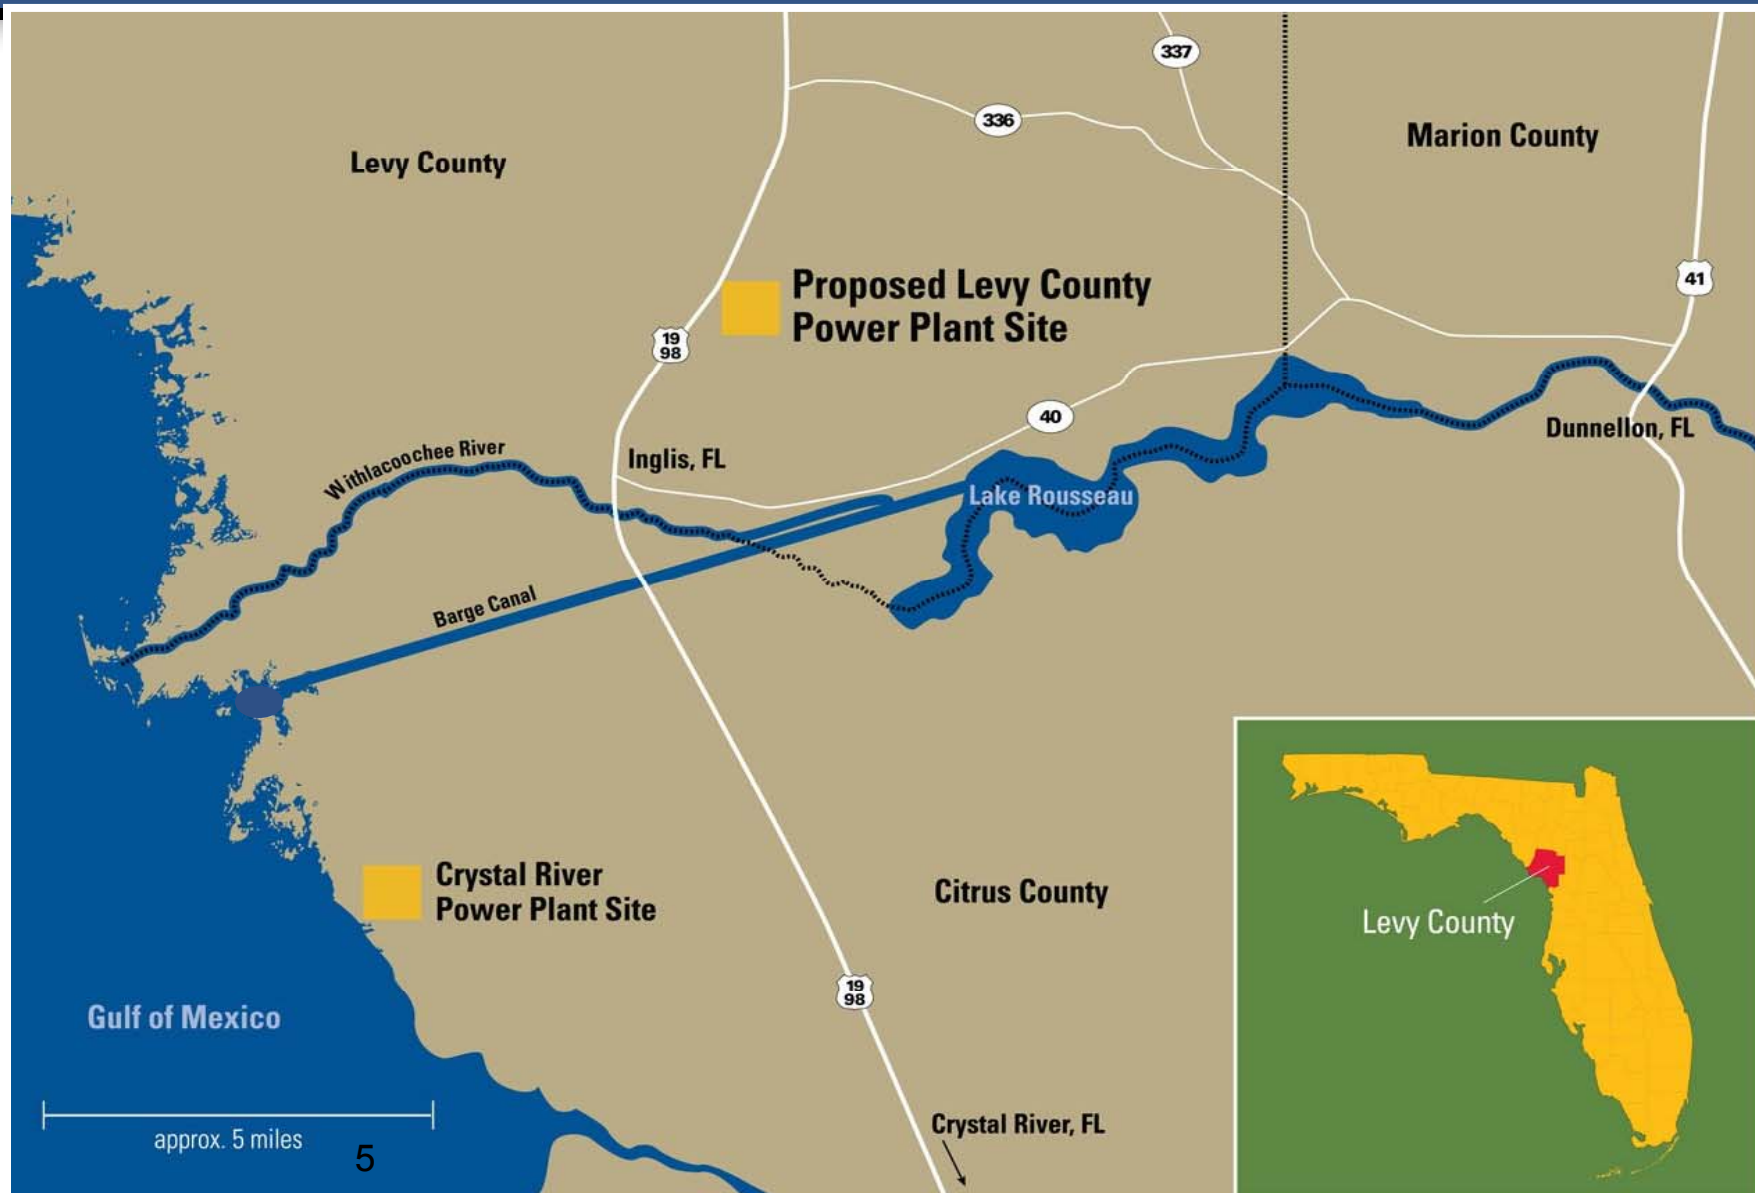 337
336
Marion County
Levy County
Proposed Levy County
Power Plant Site
41
19
98
40
Dunnellon, FL
Withlacoochee River
Inglis, FL
Lake Rousseau
Barge Canal
Crystal River
Power Plant Site
Citrus County
Levy County
19
98
Gulf of Mexico
Crystal River, FL
approx. 5 miles
5